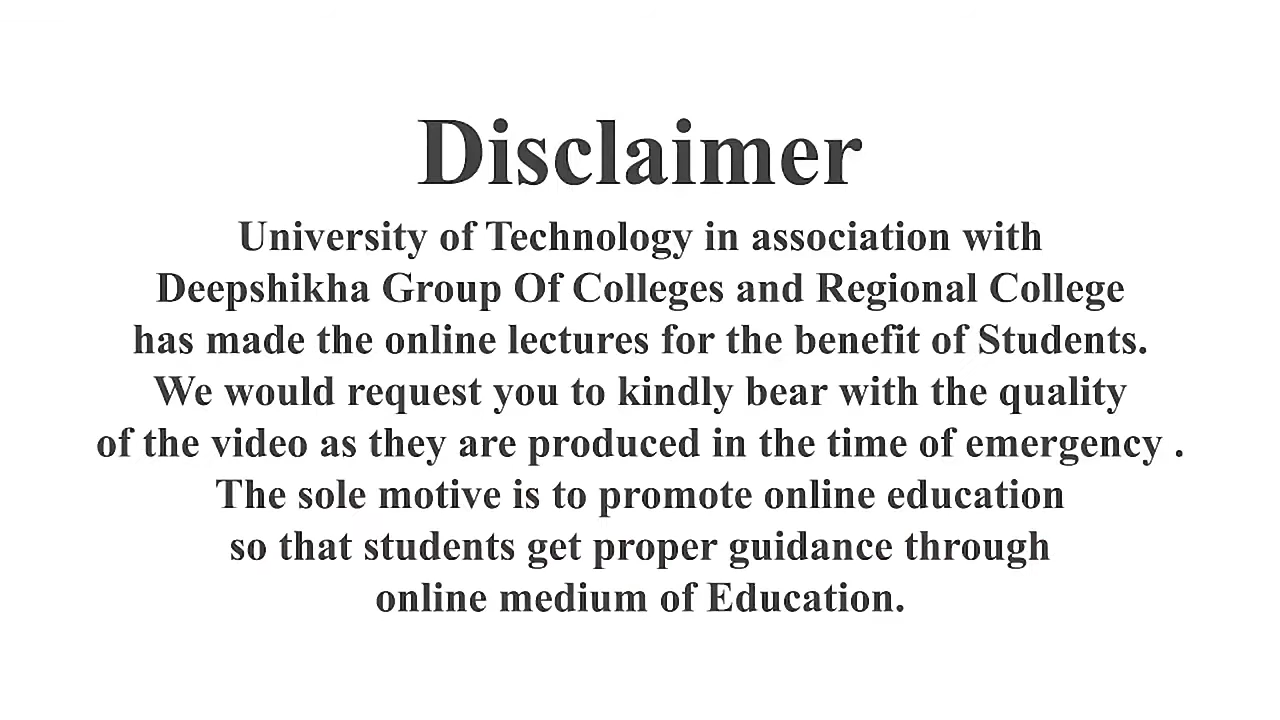 Disclaimer
University of Technology in association with
Deepshikha Group Of Colleges and Regional College
has made the online lectures for the benefit of Students.
We would request you to kindly bear with the quality
of the video as they are produced in the time of emergency .
The sole motive is to promote online education
so that students get proper guidance through
online medium of Education.